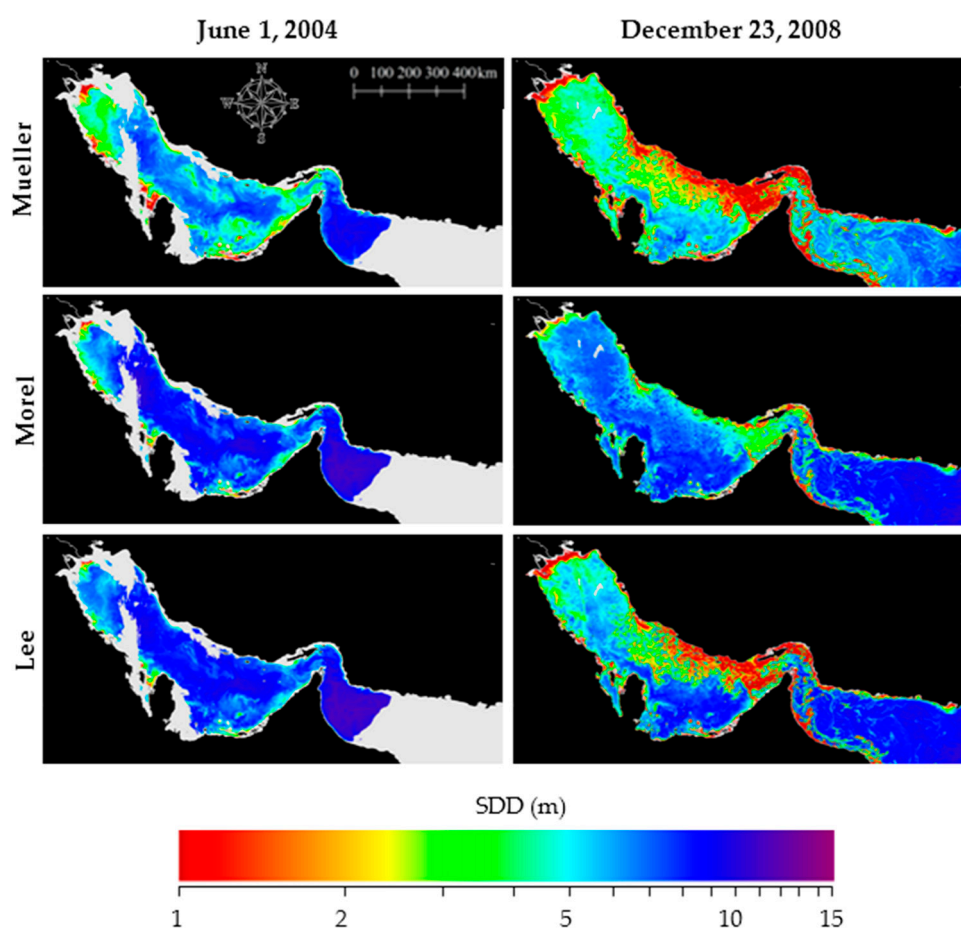 June 1, 2004
December 23, 2008
N
W E
S
0 100 200 300 400km
Mueller
Morel
Lee
SDD (m)
1 2 5 10 15